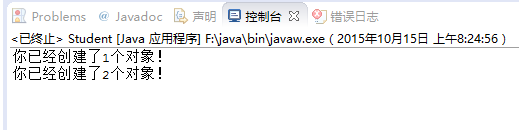 Problems @ Javadoc 声明 控制台 错误日志
<已终止> Student [Java 应用程序] F:\java\bin\javaw.exe（2015年10月15日 上午8:24:56）
你已经创建了1个对象!
你已经创建了2个对象!